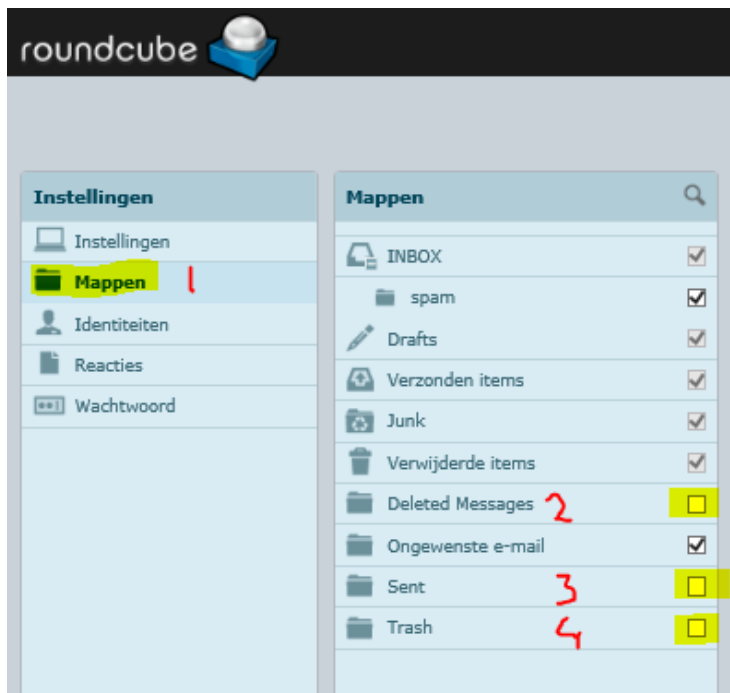 roundcube
Instellingen
Instellingen
Mappen 1
Identiteiten
Reacties
Wachtwoord
Mappen
INBOX
spam
Drafts
Verzonden items
Junk
Verwijderde items
Deleted Messages 2
Ongewenste e-mail
Sent 3
Trash 4